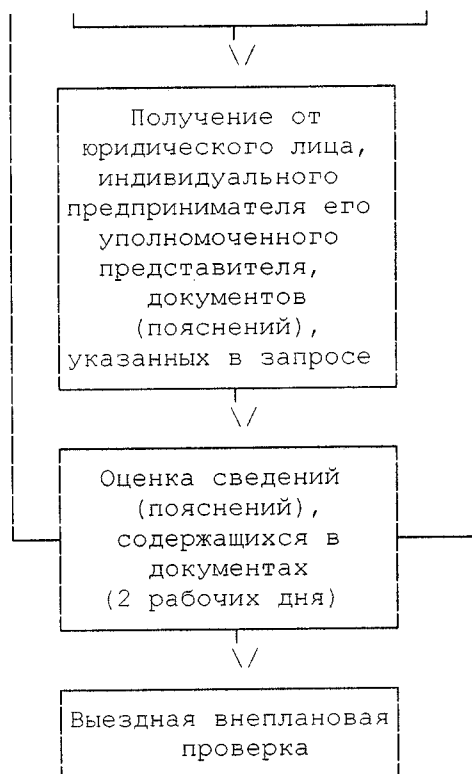 Получение от
юридического лица,
индивидуального
предпринимателя его
уполномоченного
представителя,
документов
(пояснений),
указанных в запросе
Оценка сведений
(пояснений),
содержащихся в
документах
(2 рабочих дня)
Выездная внеплановая
проверка